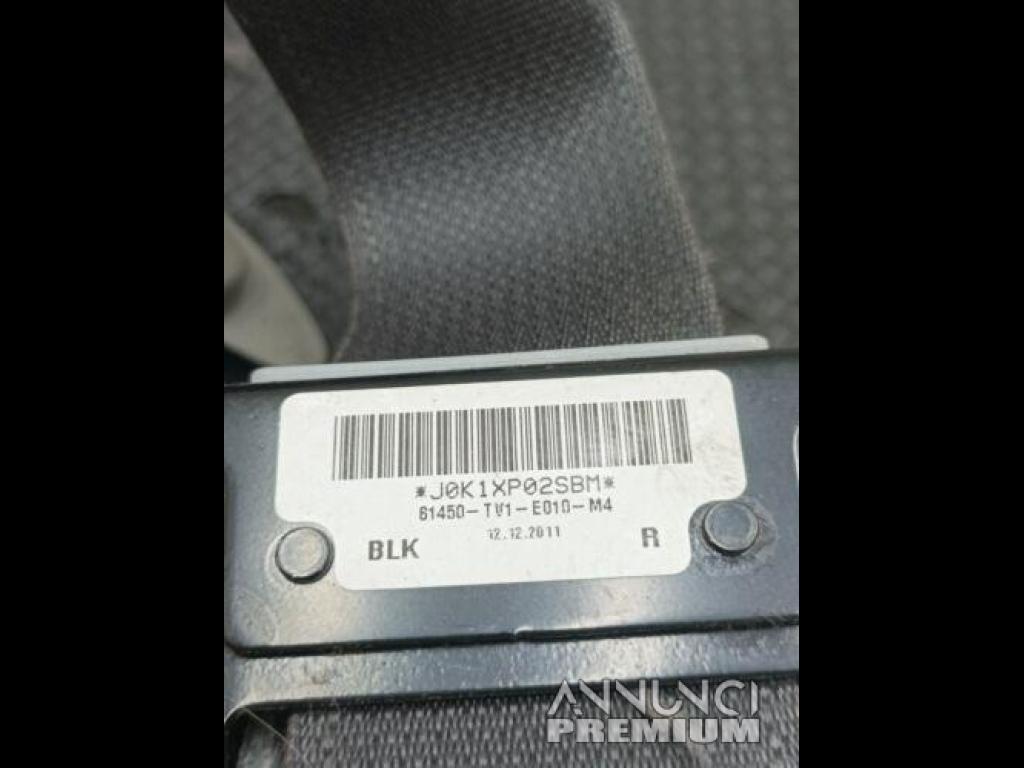 *J0K1XP02SBM*
81450-TV1-E010-M4
12.12.2011
BLK R
ANNUNCI
PREMIUM